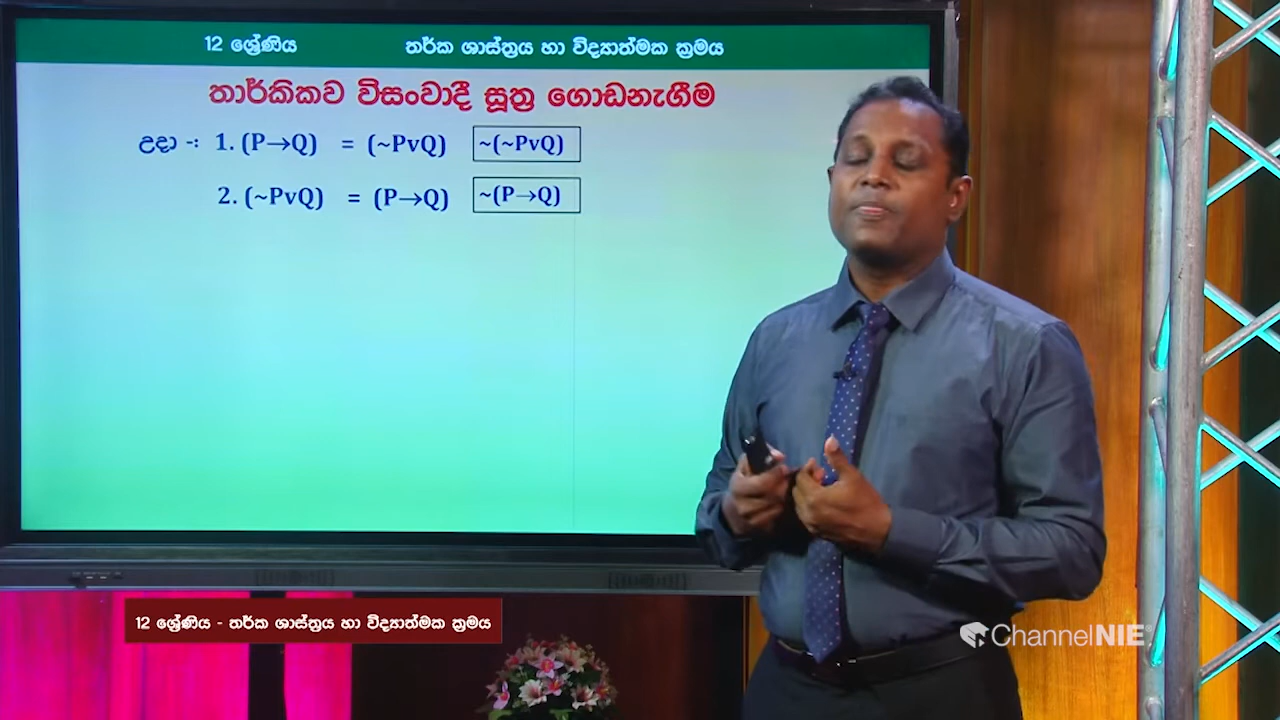 12 ශ්‍රේණිය තර්ක ශාස්ත්‍රය හා විද්‍යාත්මක ක්‍රමය
තාර්කිකව විසංවාදී සූත්‍ර ගොඩනැගීම
උදා -: 1. (P→Q) = (~PvQ) ~(~PvQ)
2. (~PvQ) = (P→Q) ~(P→Q)
12 ශ්‍රේණිය - තර්ක ශාස්ත්‍රය හා විද්‍යාත්මක ක්‍රමය
ChannelNIE